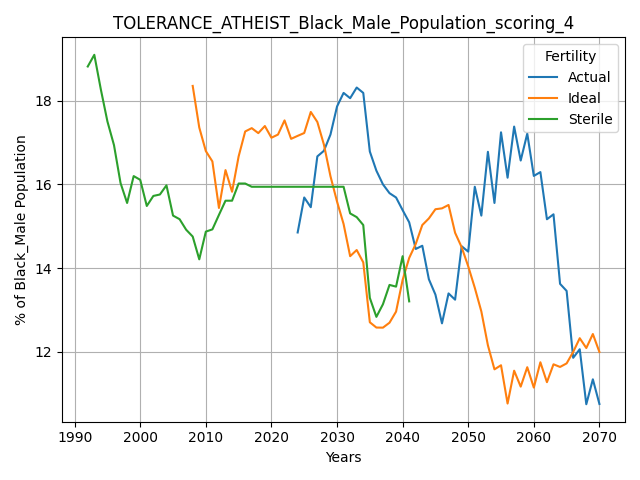 TOLERANCE_ATHEIST_Black_Male_Population_scoring_4
Fertility
Actual
Ideal
Sterile
% of Black_Male Population
18
16
14
12
1990 2000 2010 2020 2030 2040 2050 2060 2070
Years